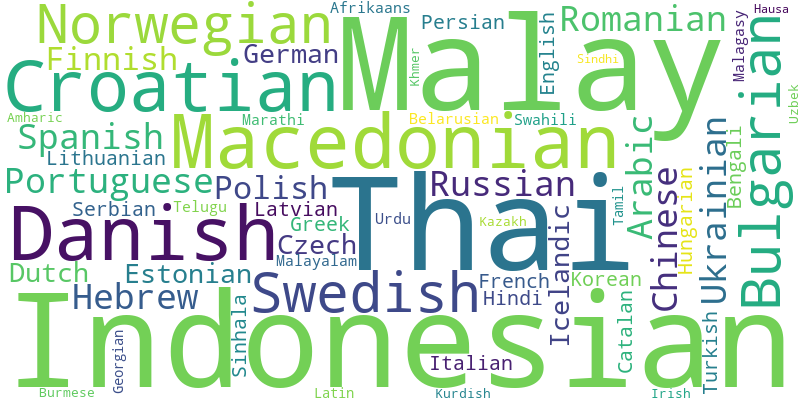 Afrikaans
Hausa
Norwegian
Malay
Persian
English
Romanian
Malagasy
Finnish
German
Croatian
Khmer
Sindhi
Bulgarian
Uzbek
Amharic
Marathi
Belarusian
Swahili
Spanish
Macedonian
Arabic
Ukrainian
Bengali
Lithuanian
Portuguese
Polish
Thai
Russian
Chinese
Hungarian
Tamil
Serbian
Telugu
Latvian
Urdu
Kazakh
Danish
Greek
Czech
Icelandic
Malayalam
Dutch
Estonian
French
Korean
Hebrew
Swedish
Hindi
Sinhala
Catalan
Turkish
Indonesian
Georgian
Italian
Burmese
Latin
Kurdish
Irish